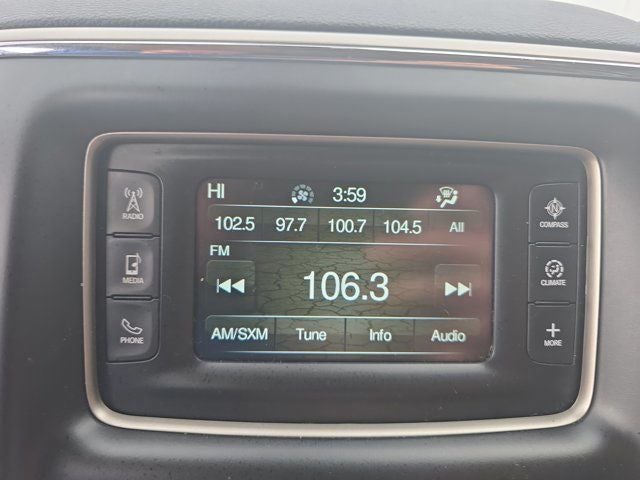 HI 3:59
102.5 97.7 100.7 104.5 All
FM
106.3
AM/SXM Tune Info Audio
RADIO
MEDIA
PHONE
N
COMPASS
CLIMATE
+
MORE